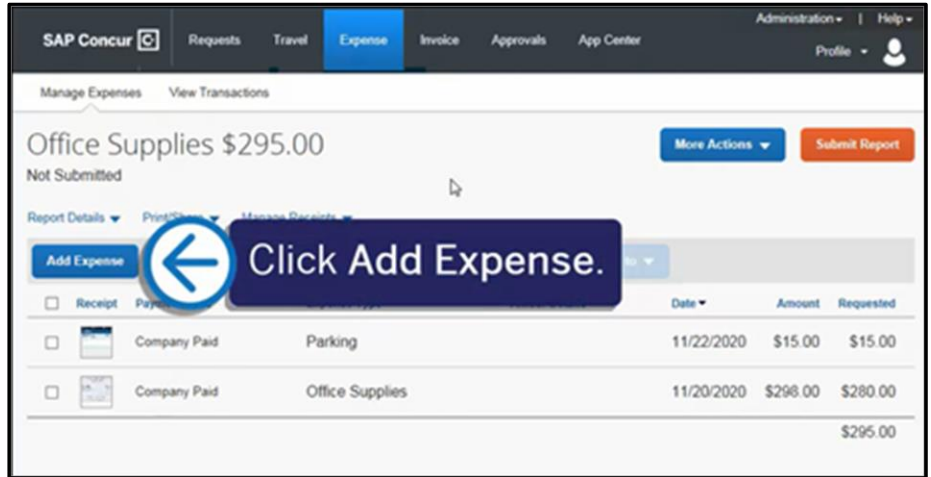 Administration | Help
SAP Concur C Requests Travel Expense Invoice Approvals App Center
Profile
Manage Expenses View Transactions
Office Supplies $295.00
More Actions Submit Report
Not Submitted
Report Details Print/Share Manage Receipts
Add Expense
Click Add Expense.
Receipt Date Amount Requested
Company Paid Parking 11/22/2020 $15.00 $15.00
Company Paid Office Supplies 11/20/2020 $298.00 $280.00
$295.00